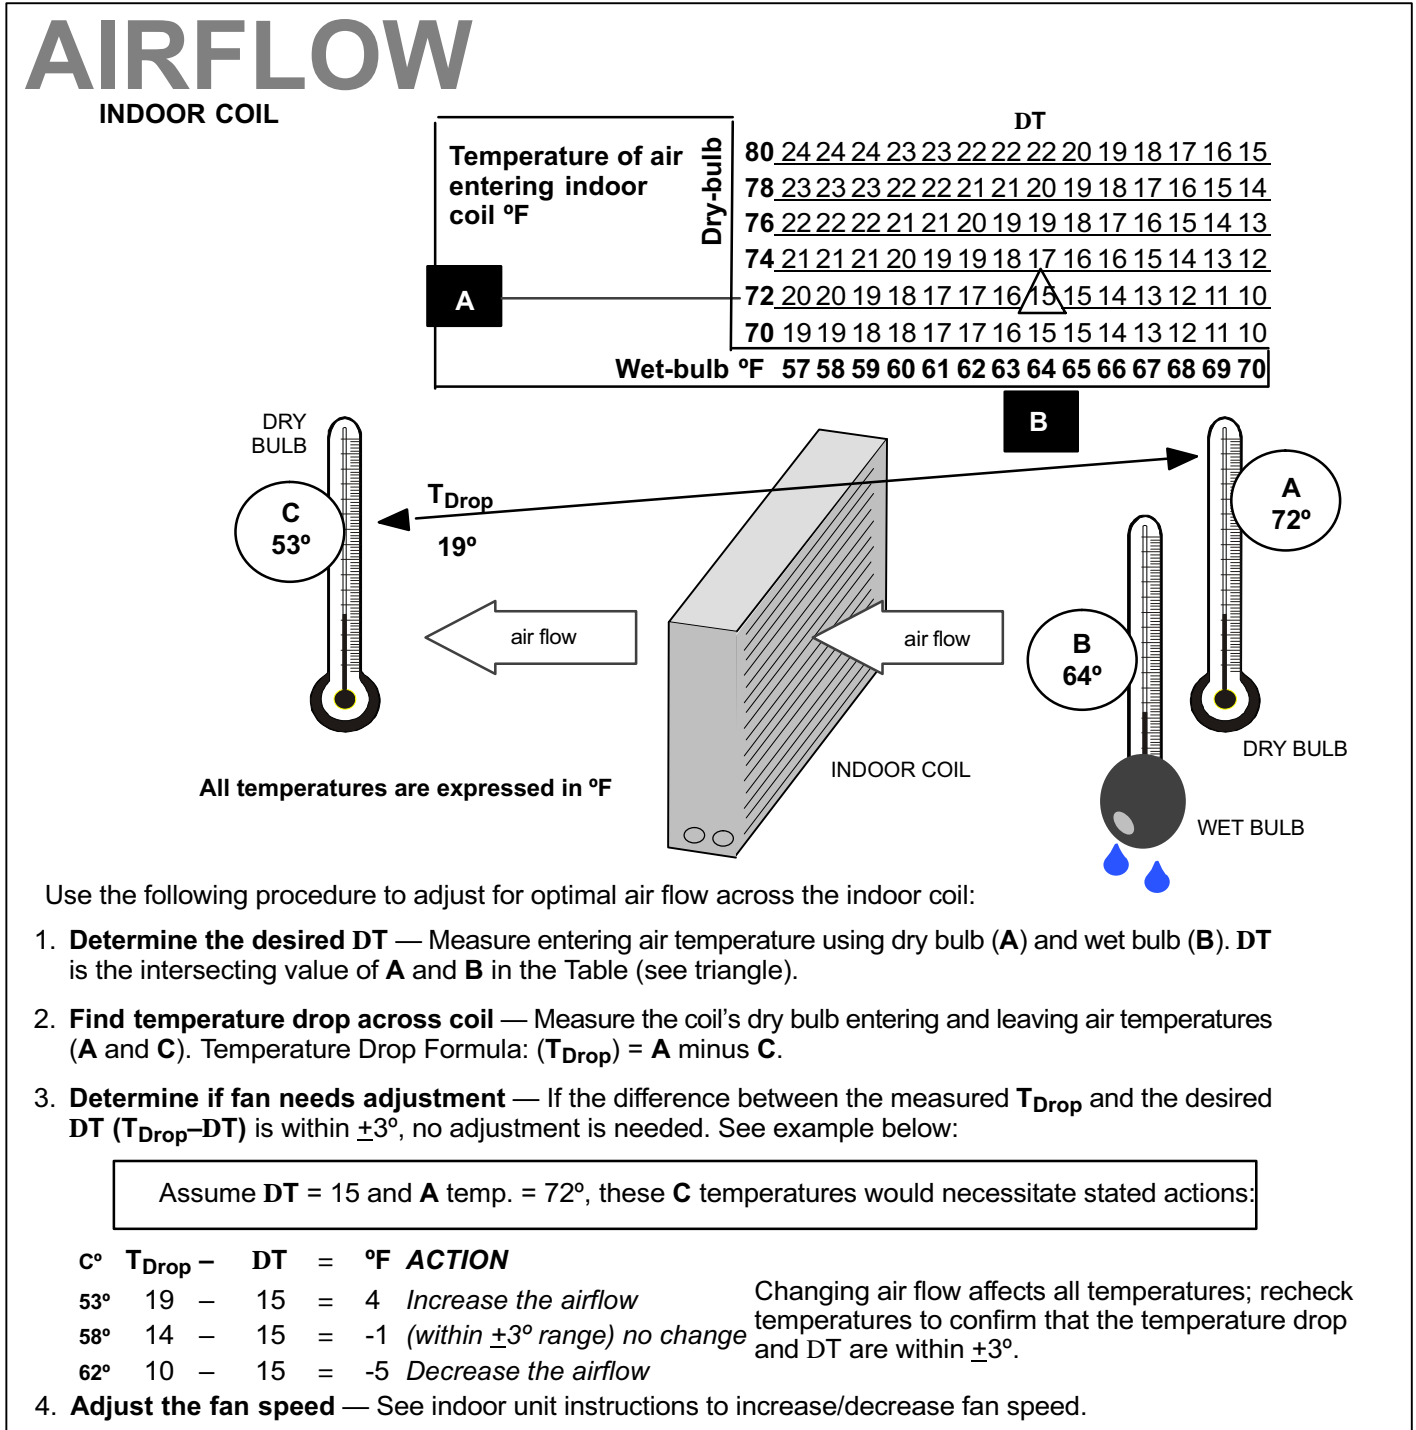 AIRFLOW
INDOOR COIL
DT
Temperature of air
entering indoor
coil ºF
Dry-bulb
80 24 24 24 23 23 22 22 22 20 19 18 17 16 15
78 23 23 23 22 22 21 21 20 19 18 17 16 15 14
76 22 22 22 21 21 20 19 19 18 17 16 15 14 13
74 21 21 21 20 19 19 18 17 16 16 15 14 13 12
A
72 20 20 19 18 17 17 16 15 15 14 13 12 11 10
70 19 19 18 18 17 17 16 15 15 14 13 12 11 10
Wet-bulb ºF 57 58 59 60 61 62 63 64 65 66 67 68 69 70
B
DRY
BULB
C
53º
TDrop
19º
A
72º
air flow
air flow
B
64º
DRY BULB
INDOOR COIL
All temperatures are expressed in ºF
WET BULB
Use the following procedure to adjust for optimal air flow across the indoor coil:
1. Determine the desired DT — Measure entering air temperature using dry bulb (A) and wet bulb (B). DT
is the intersecting value of A and B in the Table (see triangle).
2. Find temperature drop across coil — Measure the coil's dry bulb entering and leaving air temperatures
(A and C). Temperature Drop Formula: (TDrop) = A minus C.
3. Determine if fan needs adjustment — If the difference between the measured TDrop and the desired
DT (TDrop–DT) is within ±3º, no adjustment is needed. See example below:
Assume DT = 15 and A temp. = 72º, these C temperatures would necessitate stated actions:
Cº TDrop – DT = ºF ACTION
53º 19 – 15 = 4 Increase the airflow
58º 14 – 15 = -1 (within ±3º range) no change
62º 10 – 15 = -5 Decrease the airflow
Changing air flow affects all temperatures; recheck
temperatures to confirm that the temperature drop
and DT are within ±3º.
4. Adjust the fan speed — See indoor unit instructions to increase/decrease fan speed.